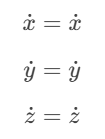 ẋ = ẋ
ẏ = ẏ
ż = ż